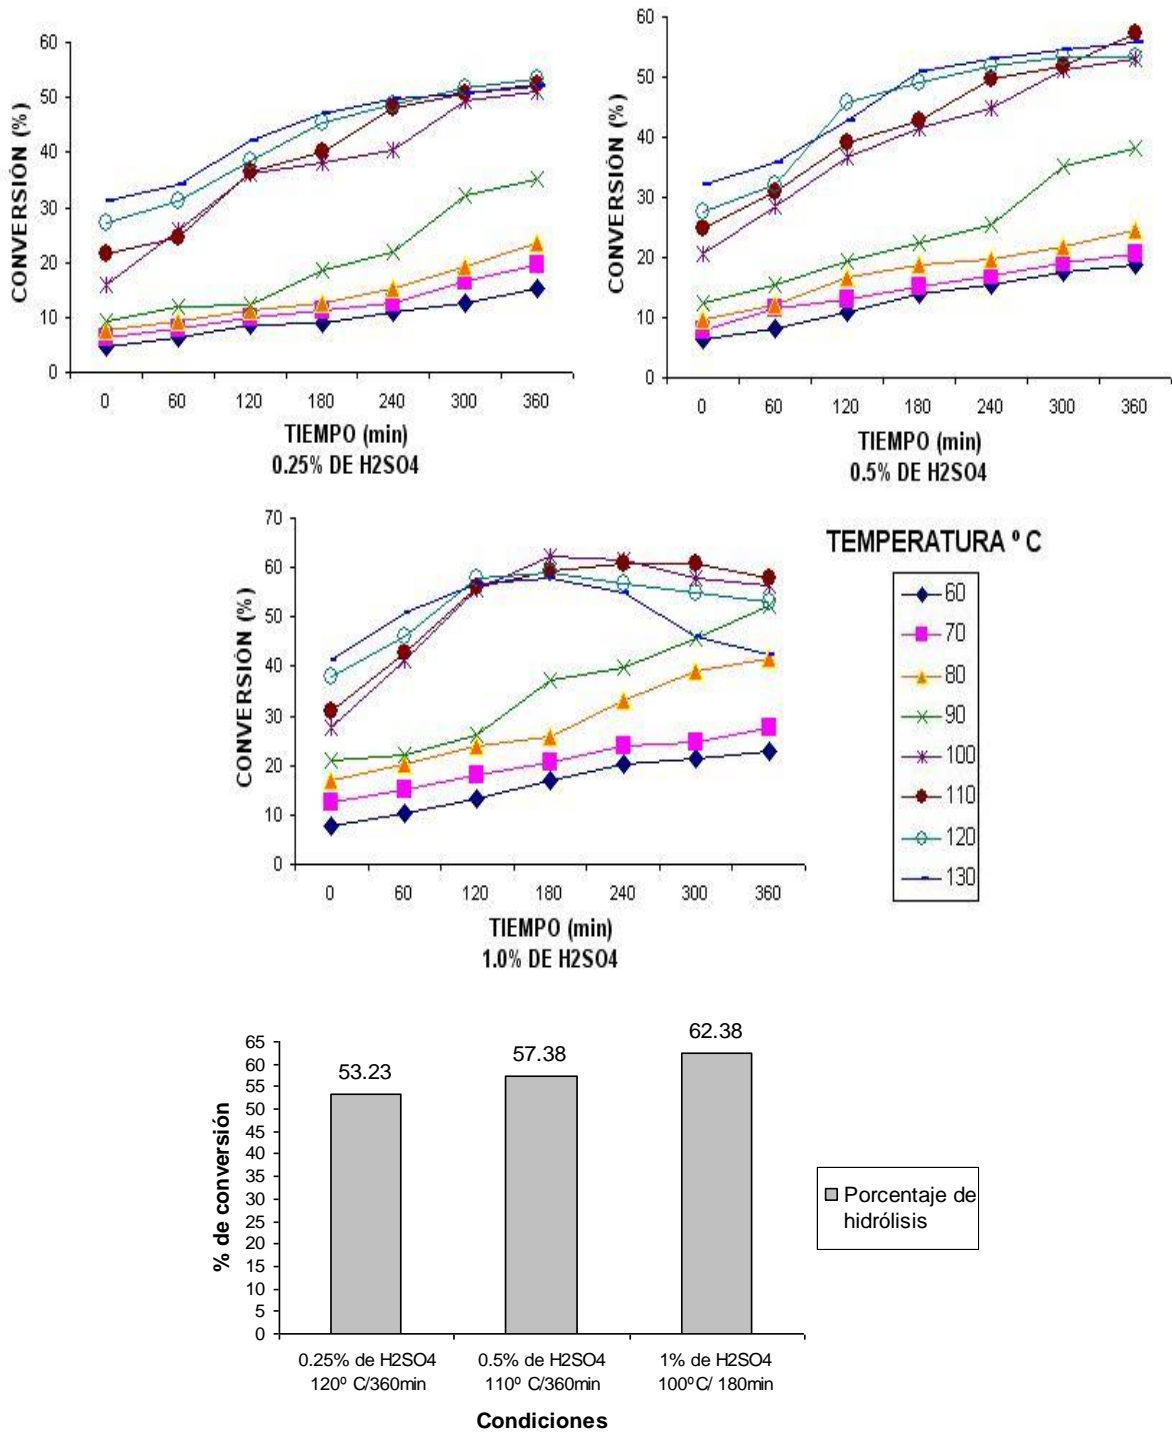 60
50
40
30
20
10
0
CONVERSIÓN (%)
0 60 120 180 240 300 360
TIEMPO (min)
0.25% DE H2SO4
60
50
40
30
20
10
0
CONVERSIÓN (%)
0 60 120 180 240 300 360
TIEMPO (min)
0.5% DE H2SO4
70
60
50
40
30
20
10
0
CONVERSIÓN (%)
0 60 120 180 240 300 360
TIEMPO (min)
1.0% DE H2SO4
TEMPERATURA º C
60
70
80
90
100
110
120
130
65
60
55
50
45
40
35
30
25
20
15
10
5
0
% de conversión
53.23
57.38
62.38
0.25% de H2SO4
120º C/360min
0.5% de H2SO4
110º C/360min
1% de H2SO4
100ºC/ 180min
Condiciones
Porcentaje de
hidrólisis